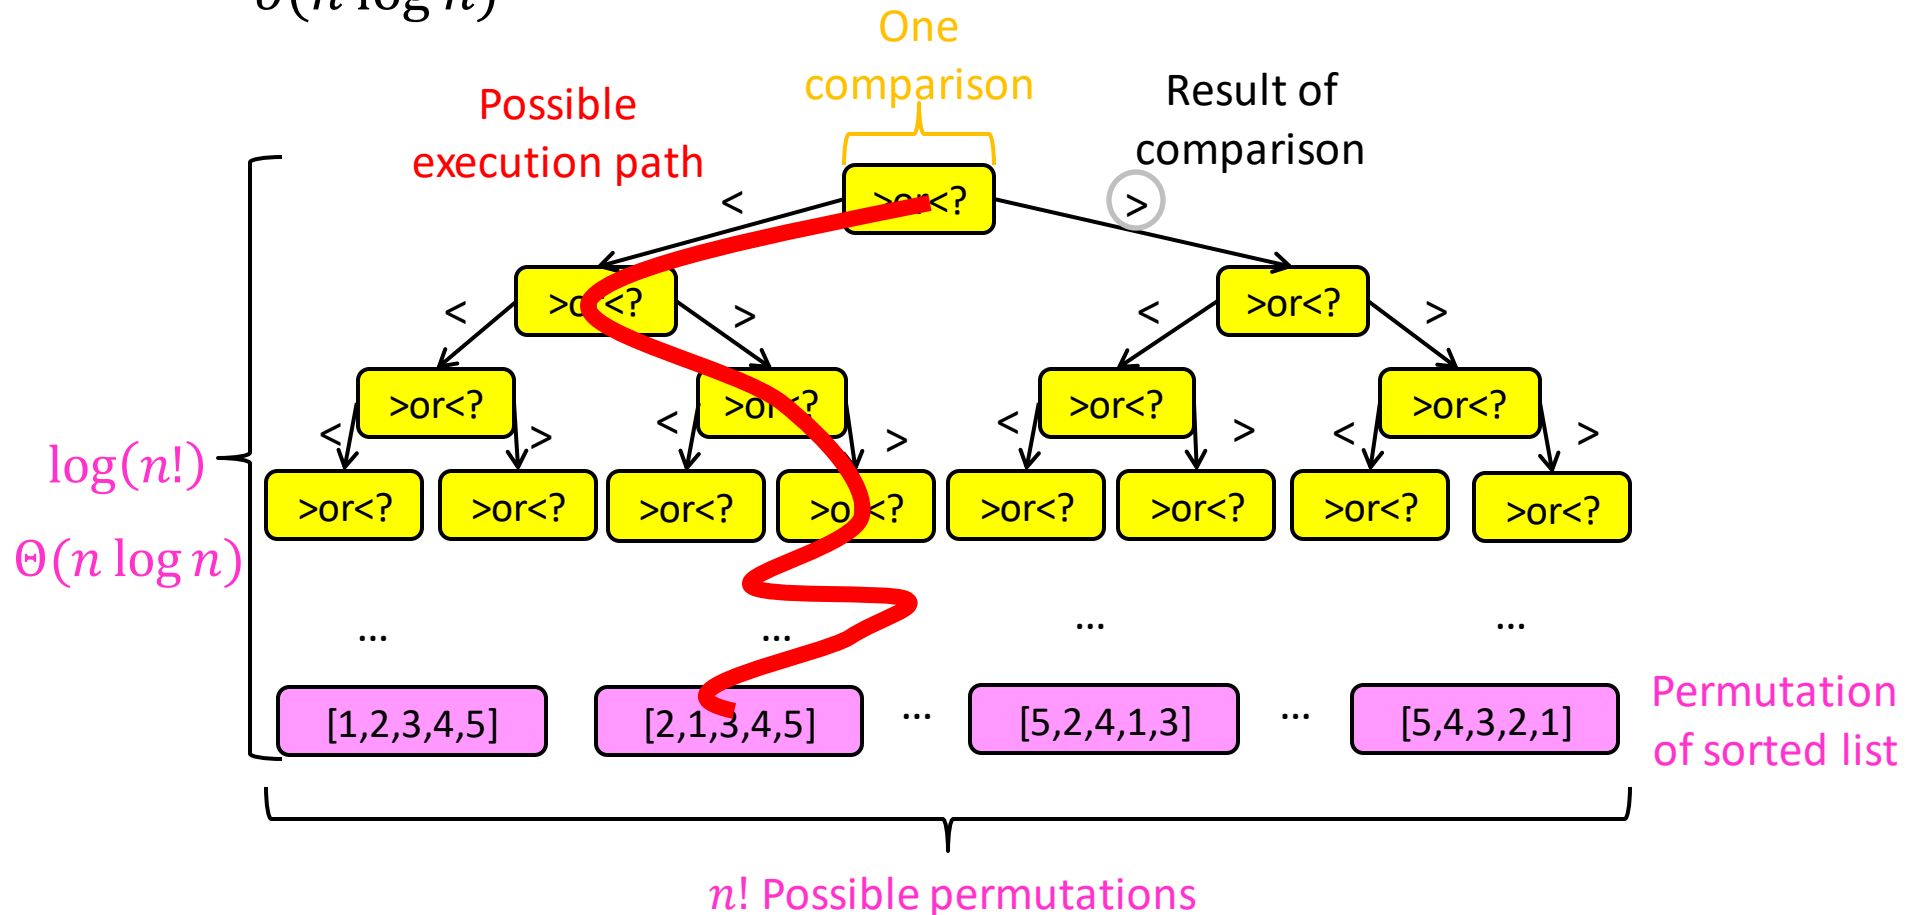 o(n log n)
One
comparison
Possible
execution path
Result of
comparison
>or<?
<
>
>or<?
>or<?
<
>
<
>
>or<?
>or<?
>or<?
>or<?
<
>
<
>
<
>
<
>
log(n!)
Θ(n log n)
>or<?
>or<?
>or<?
>or<?
>or<?
>or<?
>or<?
>or<?
...
...
...
...
[1,2,3,4,5]
[2,1,3,4,5]
...
[5,2,4,1,3]
...
[5,4,3,2,1]
Permutation
of sorted list
n! Possible permutations